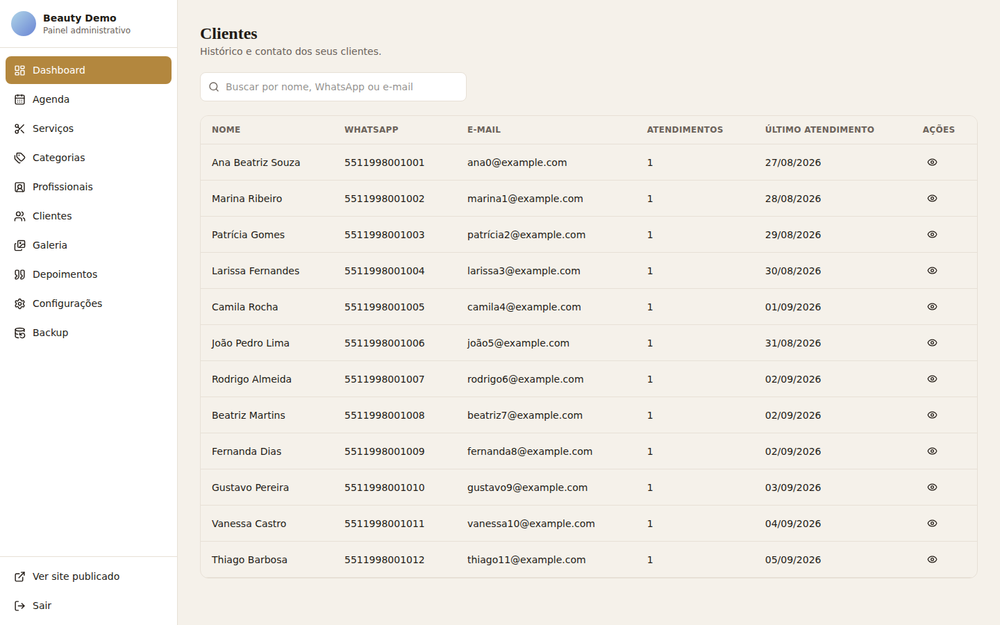 Beauty Demo
Painel administrativo
Dashboard
Agenda
Serviços
Categorias
Profissionais
Clientes
Galeria
Depoimentos
Configurações
Backup
Ver site publicado
Sair
Clientes
Histórico e contato dos seus clientes.
Buscar por nome, WhatsApp ou e-mail
NOME WHATSAPP E-MAIL ATENDIMENTOS ÚLTIMO ATENDIMENTO AÇÕES
Ana Beatriz Souza 5511998001001 ana0@example.com 1 27/08/2026
Marina Ribeiro 5511998001002 marina1@example.com 1 28/08/2026
Patrícia Gomes 5511998001003 patrícia2@example.com 1 29/08/2026
Larissa Fernandes 5511998001004 larissa3@example.com 1 30/08/2026
Camila Rocha 5511998001005 camila4@example.com 1 01/09/2026
João Pedro Lima 5511998001006 joão5@example.com 1 31/08/2026
Rodrigo Almeida 5511998001007 rodrigo6@example.com 1 02/09/2026
Beatriz Martins 5511998001008 beatriz7@example.com 1 02/09/2026
Fernanda Dias 5511998001009 fernanda8@example.com 1 02/09/2026
Gustavo Pereira 5511998001010 gustavo9@example.com 1 03/09/2026
Vanessa Castro 5511998001011 vanessa10@example.com 1 04/09/2026
Thiago Barbosa 5511998001012 thiago11@example.com 1 05/09/2026